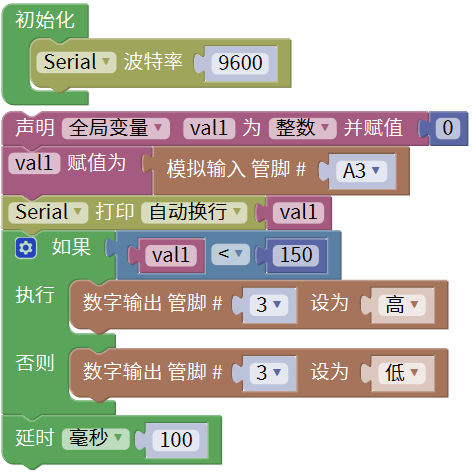 初始化
Serial 波特率 9600
声明 全局变量 val1 为 整数 并赋值 0
val1 赋值为 模拟输入 管脚 # A3
Serial 打印 自动换行 val1
如果 val1 < 150
执行 数字输出 管脚 # 3 设为 高
否则 数字输出 管脚 # 3 设为 低
延时 毫秒 100